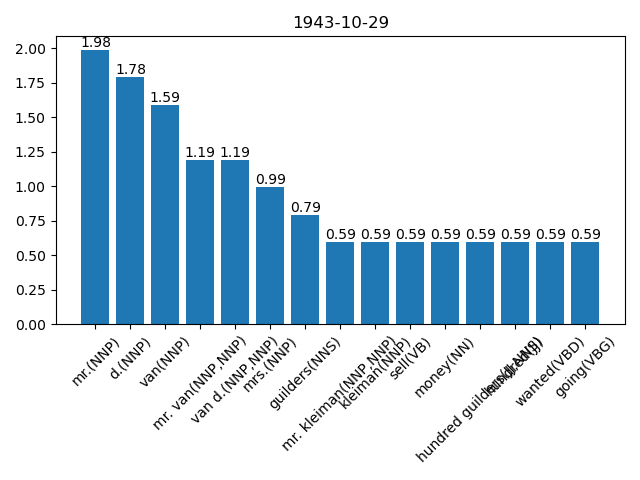 1943-10-29
2.00
1.75
1.50
1.25
1.00
0.75
0.50
0.25
0.00
1.98
1.78
1.59
1.19
1.19
0.99
0.79
0.59
0.59
0.59
0.59
0.59
0.59
0.59
0.59
mr.(NNP)
d.(NNP)
van(NNP)
mr. van(NNP,NNP)
van d.(NNP,NNP)
mrs.(NNP)
guilders(NNS)
mr. kleiman(NNP,NNP)
kleiman(NNP)
sell(VB)
money(NN)
hundred guilders
wanted(VBD)
going(VBG)